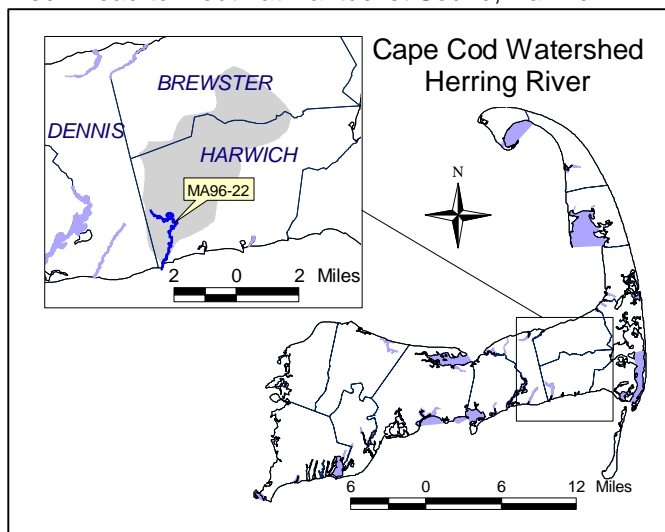 Cape Cod Watershed
Herring River
BREWSTER
DENNIS
HARWICH
MA96-22
N
2 0 2 Miles
6 0 6 12 Miles